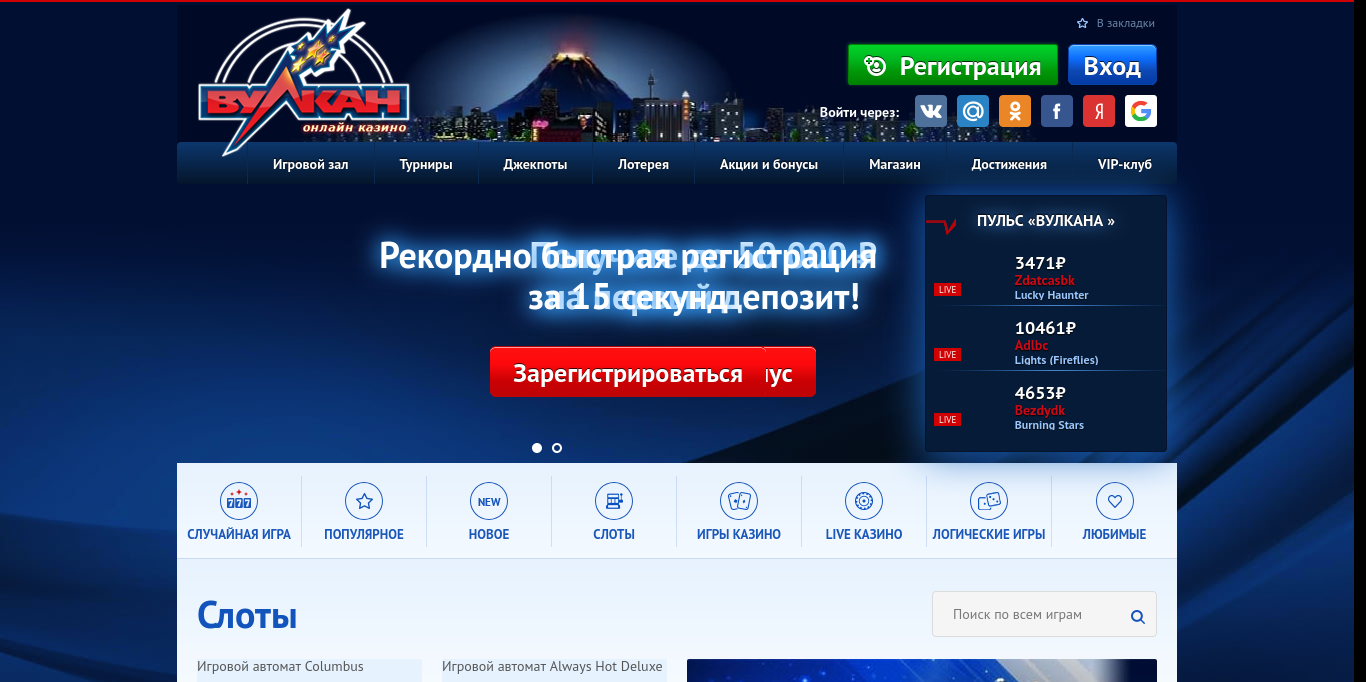 В закладки
ВУЛКАН
онлайн казино
Регистрация
Вход
Войти через:
Игровой зал
Турниры
Джекпоты
Лотерея
Акции и бонусы
Магазин
Достижения
VIP-клуб
Рекордно быстрая регистрация
за 15 секунд
50 000 ₽
депозит!
Зарегистрироваться
ПУЛЬС «ВУЛКАНА »
3471₽
Zdatcasbk
LIVE
Lucky Haunter
10461₽
Adlbc
LIVE
Lights (Fireflies)
4653₽
Bezdydk
LIVE
Burning Stars
777
NEW
СЛУЧАЙНАЯ ИГРА
ПОПУЛЯРНОЕ
НОВОЕ
СЛОТЫ
ИГРЫ КАЗИНО
LIVE КАЗИНО
ЛОГИЧЕСКИЕ ИГРЫ
ЛЮБИМЫЕ
Слоты
Поиск по всем играм
Игровой автомат Columbus
Игровой автомат Always Hot Deluxe